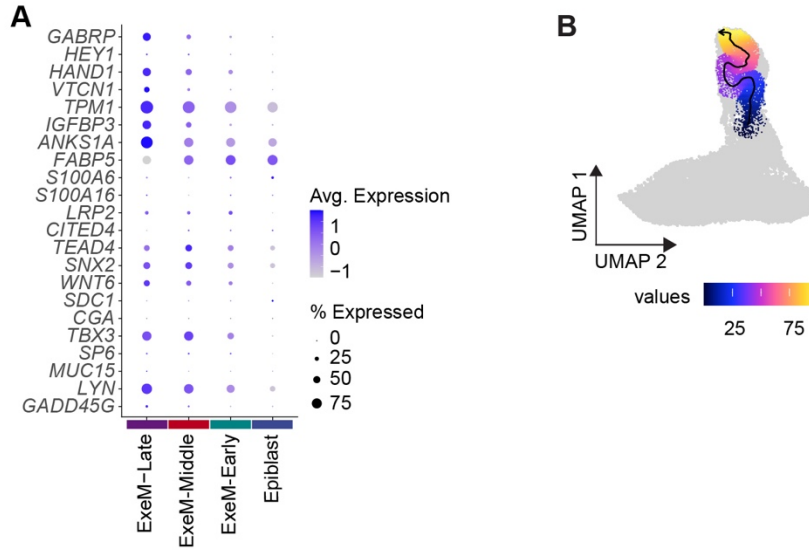 A
GABRP
HEY1
HAND1
VTCN1
TPM1
IGFBP3
ANKS1A
FABP5
S100A6
S100A16
LRP2
CITED4
TEAD4
SNX2
WNT6
SDC1
CGA
TBX3
SP6
MUC15
LYN
GADD45G
ExeM-Late
ExeM-Middle
ExeM-Early
Epiblast
Avg. Expression
1
0
-1
% Expressed
0
25
50
75
B
UMAP 1
UMAP 2
values
25
75